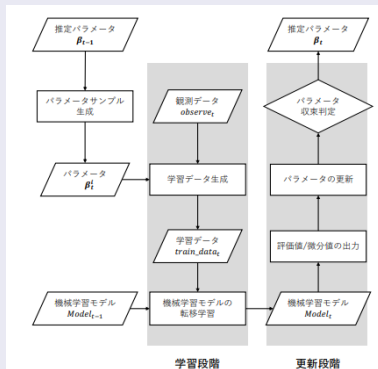 推定パラメータ
β_{t−1}
推定パラメータ
β_t
パラメータサンプル
生成
観測データ
observe_t
パラメータ
収束判定
パラメータ
β_t^i
学習データ生成
パラメータの更新
学習データ
train_data_t
評価値/微分値の出力
機械学習モデル
Model_{t−1}
機械学習モデルの
転移学習
機械学習モデル
Model_t
学習段階
更新段階